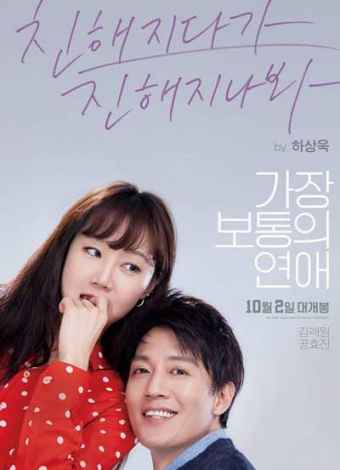 친해지다가
진해지나봐
by. 하상욱
가장
보통의
연애
10월 2일 대개봉
김래원
공효진